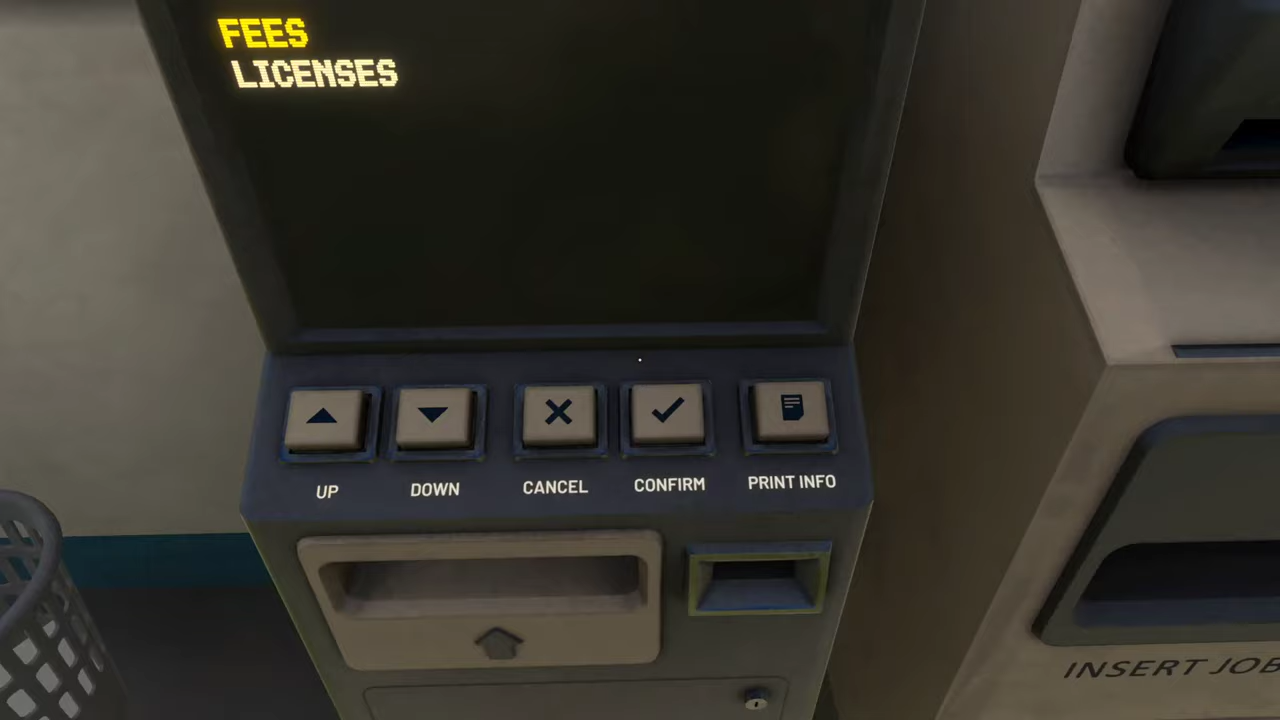 FEES
LICENSES
UP
DOWN
CANCEL
CONFIRM
PRINT INFO
INSERT JOB